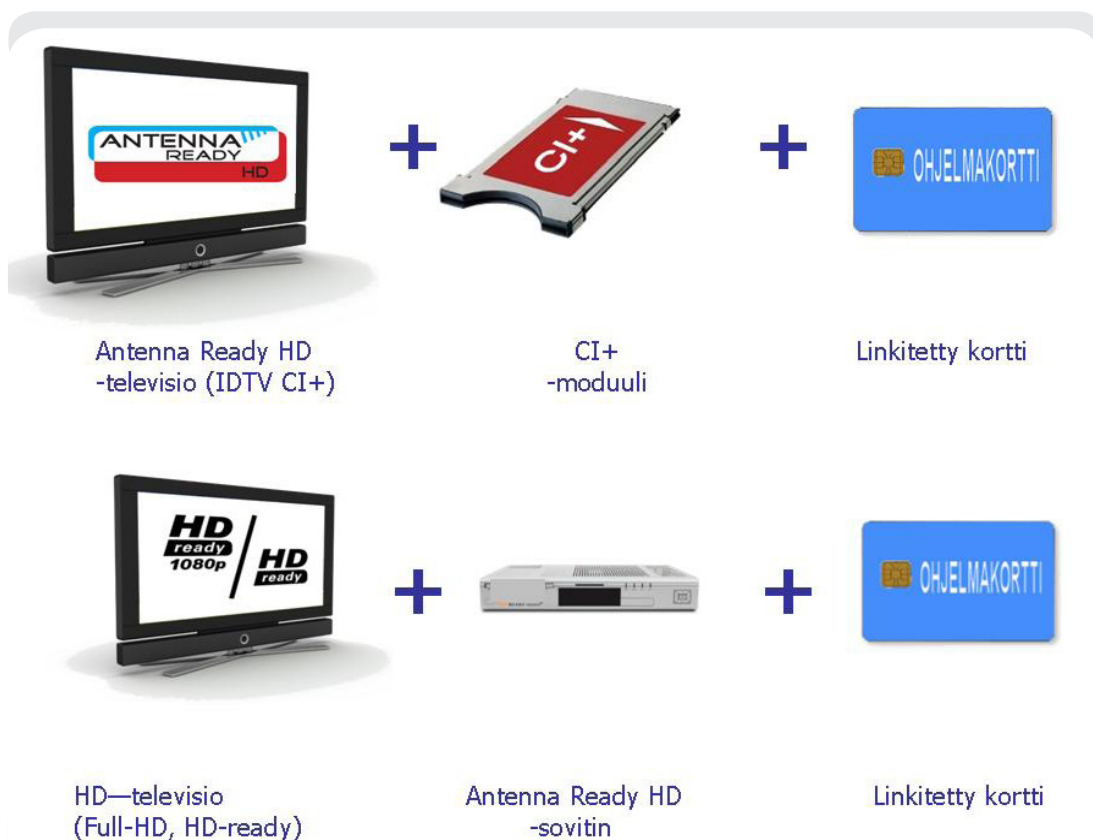 ANTENNA
READY
HD
CI+
OHJELMAKORTTI
Antenna Ready HD
-televisio (IDTV CI+)
CI+
-moduuli
Linkitetty kortti
HD
ready
1080p
HD
ready
OHJELMAKORTTI
HD—televisio
(Full-HD, HD-ready)
Antenna Ready HD
-sovitin
Linkitetty kortti